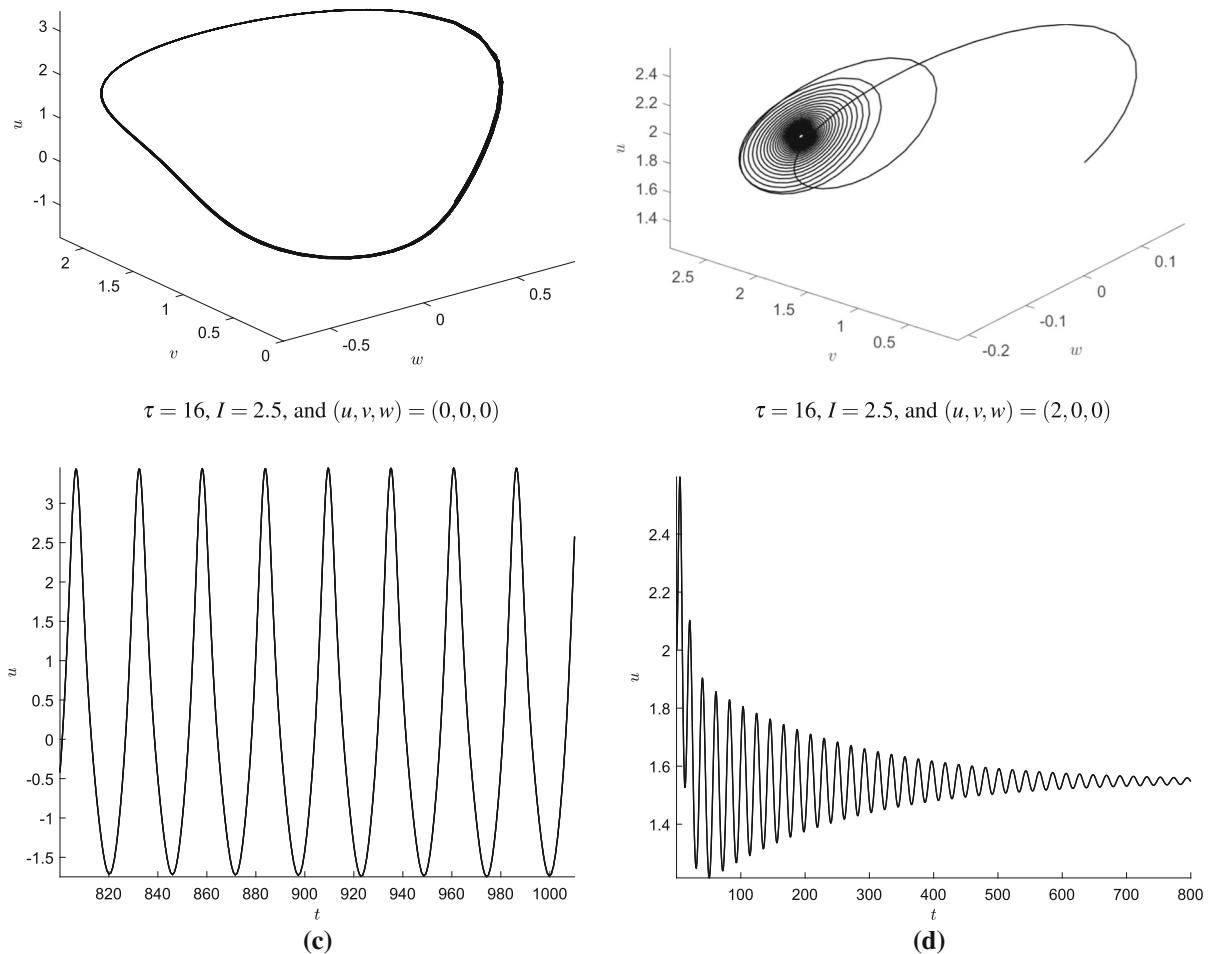 3
2
1
0
-1
u
2
1.5
1
0.5
0
v
-0.5
0
0.5
w
2.4
2.2
2
1.8
1.6
1.4
u
2.5
2
1.5
1
0.5
v
-0.2
-0.1
0
0.1
w
τ = 16, I = 2.5, and (u,v,w) = (0,0,0)
τ = 16, I = 2.5, and (u,v,w) = (2,0,0)
3
2.5
2
1.5
1
0.5
0
-0.5
-1
-1.5
u
820 840 860 880 900 920 940 960 980 1000
t
(c)
2.4
2.2
2
1.8
1.6
1.4
u
100 200 300 400 500 600 700 800
t
(d)